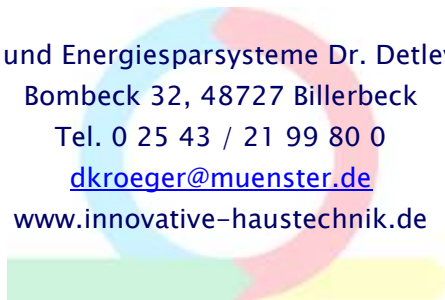 und Energiesparsysteme Dr. Detlev
Bombeck 32, 48727 Billerbeck
Tel. 0 25 43 / 21 99 80 0
dkroeger@muenster.de
www.innovative-haustechnik.de